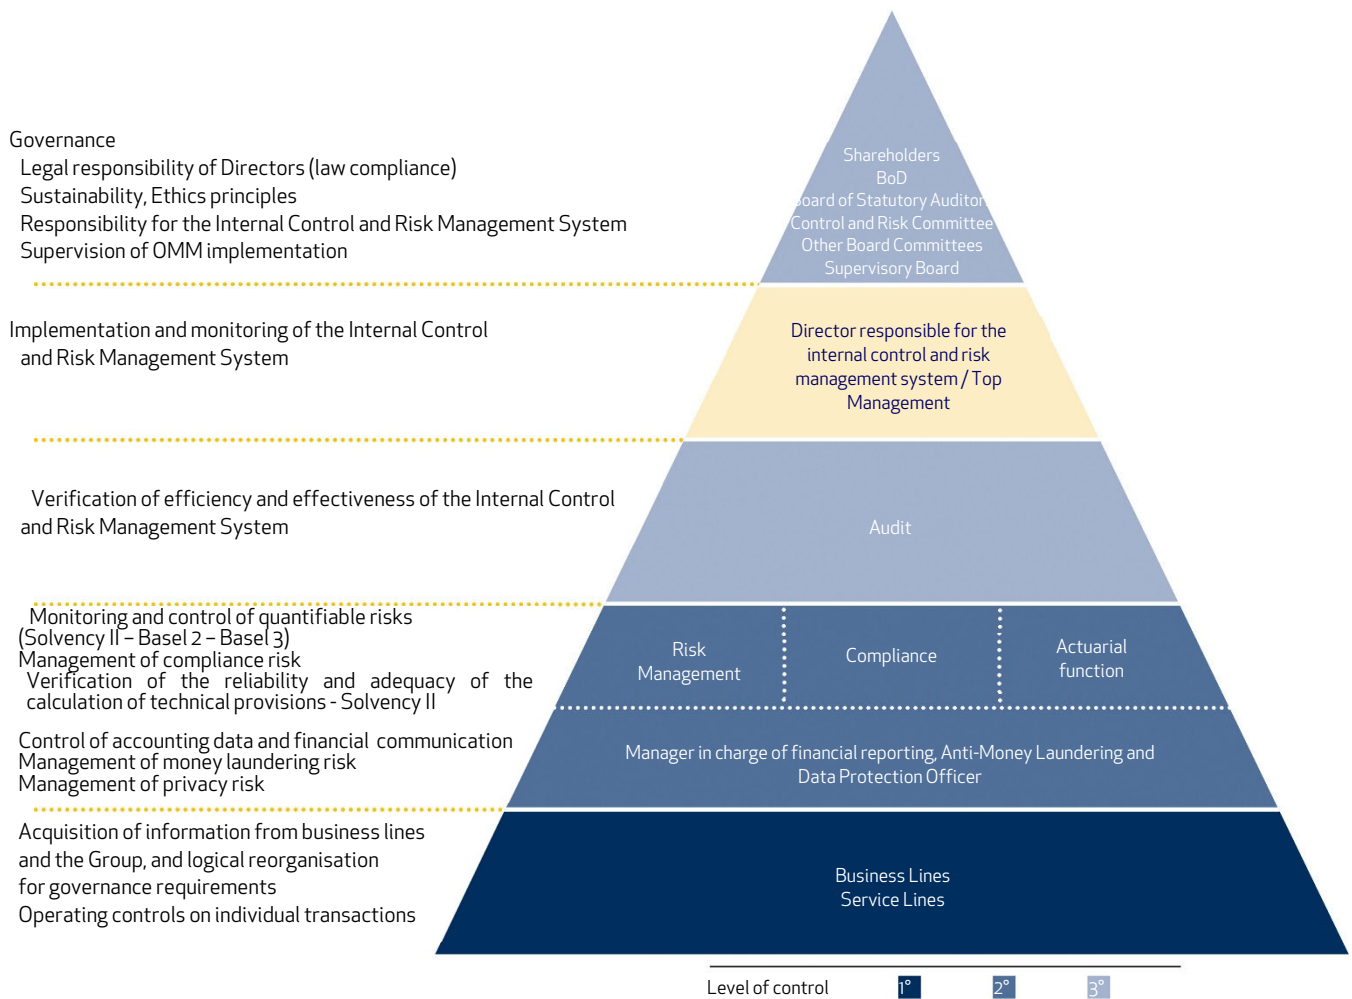 Governance
Legal responsibility of Directors (law compliance)
Sustainability, Ethics principles
Responsibility for the Internal Control and Risk Management System
Supervision of OMM implementation
Shareholders
BoD
Board of Statutory Auditors
Control and Risk Committee
Other Board Committees
Supervisory Board
Implementation and monitoring of the Internal Control
and Risk Management System
Director responsible for the
internal control and risk
management system / Top
Management
Verification of efficiency and effectiveness of the Internal Control
and Risk Management System
Audit
Monitoring and control of quantifiable risks
(Solvency II – Basel 2 – Basel 3)
Management of compliance risk
Verification of the reliability and adequacy of the
calculation of technical provisions - Solvency II
Risk
Management
Compliance
Actuarial
function
Control of accounting data and financial communication
Management of money laundering risk
Management of privacy risk
Manager in charge of financial reporting, Anti-Money Laundering and
Data Protection Officer
Acquisition of information from business lines
and the Group, and logical reorganisation
for governance requirements
Operating controls on individual transactions
Business Lines
Service Lines
Level of control 1° 2° 3°